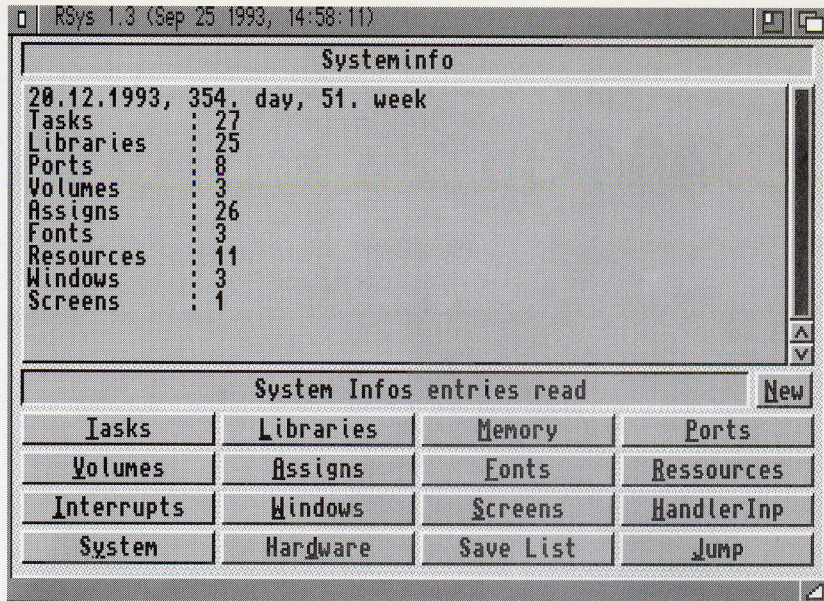 RSys 1.3 (Sep 25 1993, 14:58:11)
Systeminfo
20.12.1993, 354. day, 51. week
Tasks : 27
Libraries : 25
Ports : 8
Volumes : 3
Assigns : 26
Fonts : 3
Resources : 11
Windows : 3
Screens : 1
System Infos entries read New
Tasks Libraries Memory Ports
Volumes Assigns Fonts Ressources
Interrupts Windows Screens HandlerInp
System Hardware Save List Jump